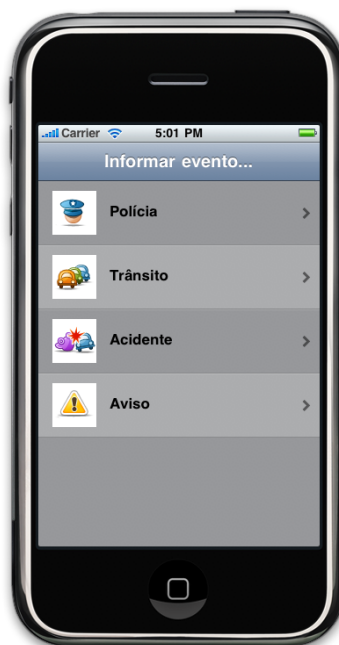 Carrier 5:01 PM
Informar evento...
Polícia
Trânsito
Acidente
Aviso